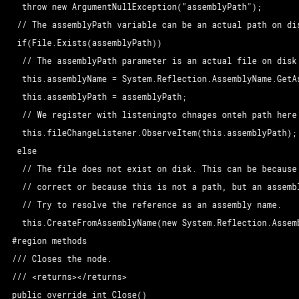 throw new ArgumentNullException("assemblyPath");
// The assemblyPath variable can be an actual path on dis
if(File.Exists(assemblyPath))
// The assemblyPath parameter is an actual file on disk
this.assemblyName = System.Reflection.AssemblyName.GetAs
this.assemblyPath = assemblyPath;
// We register with listeningto chnages onteh path here
this.fileChangeListener.ObserveItem(this.assemblyPath);
else
// The file does not exist on disk. This can be because
// correct or because this is not a path, but an assembl
// Try to resolve the reference as an assembly name.
this.CreateFromAssemblyName(new System.Reflection.Assemb
#region methods
/// Closes the node.
/// <returns></returns>
public override int Close()